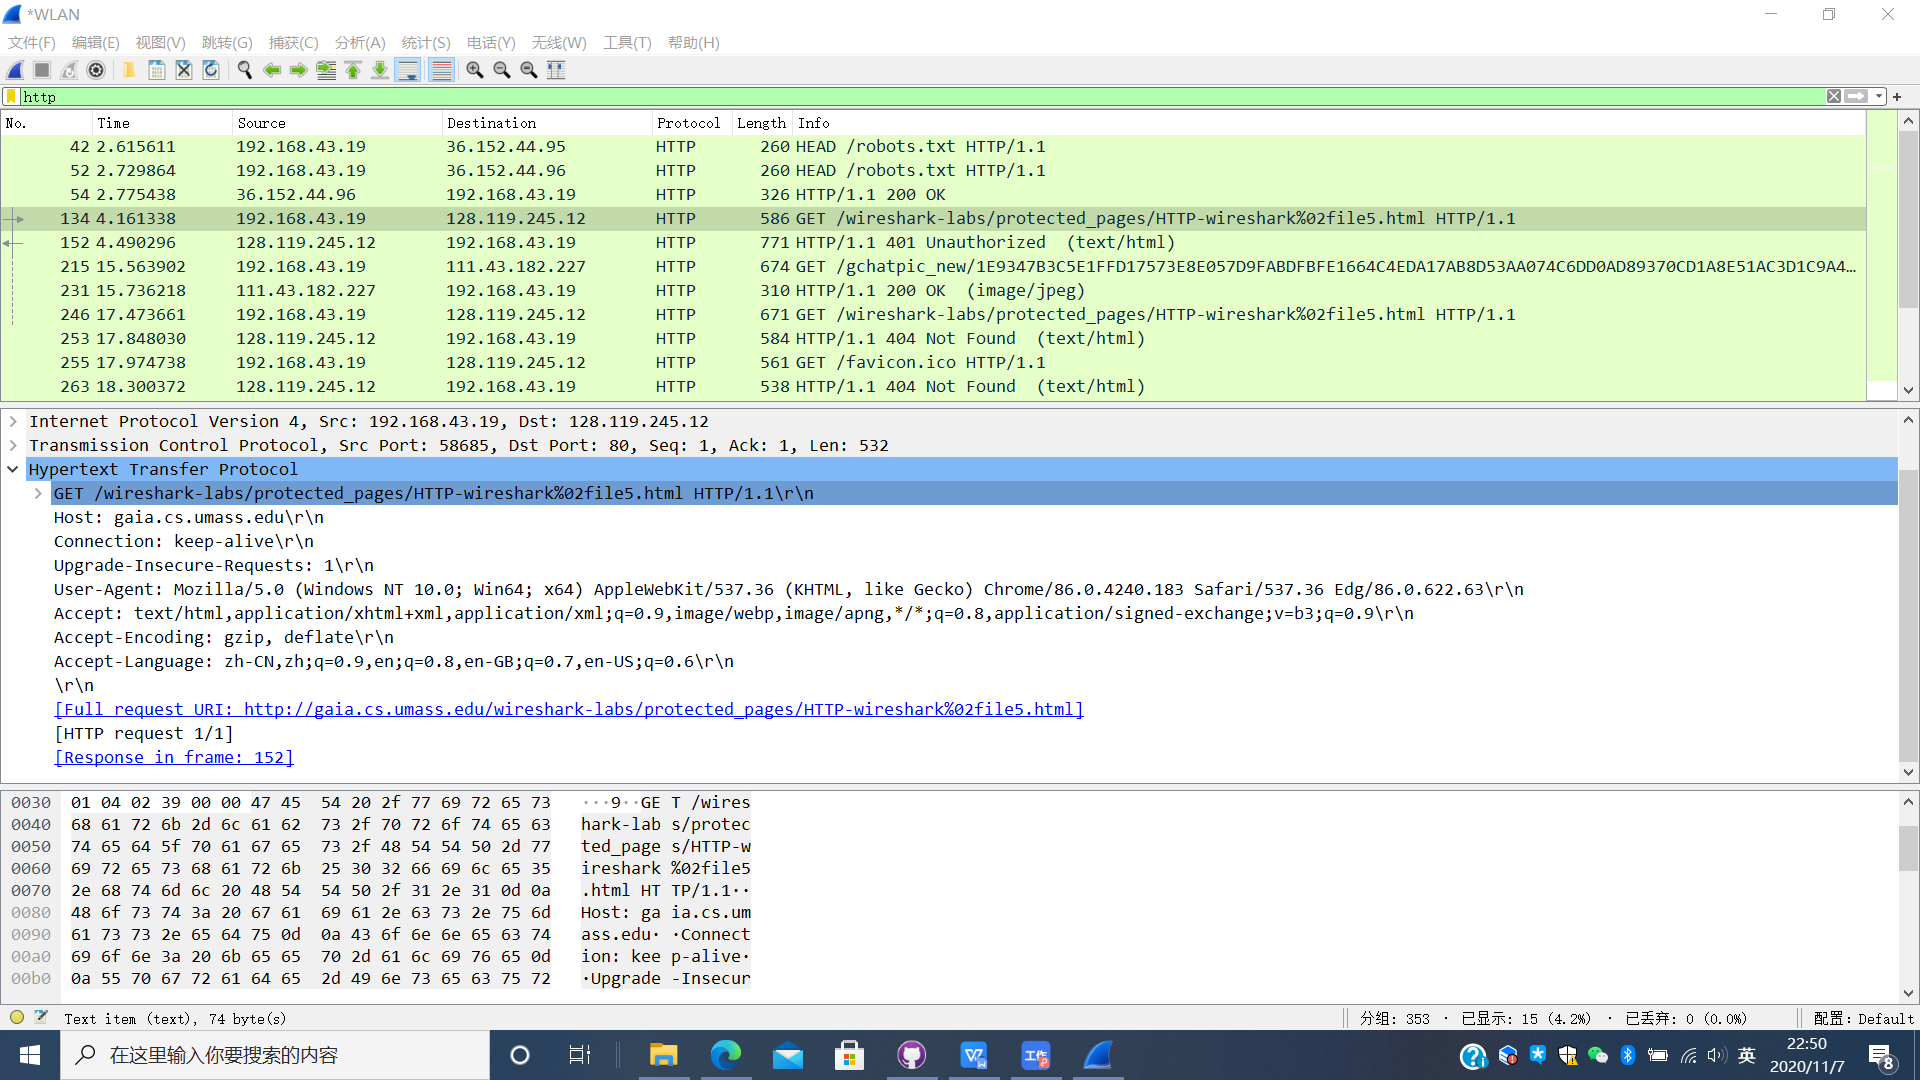 *WLAN
文件(F) 编辑(E) 视图(V) 跳转(G) 捕获(C) 分析(A) 统计(S) 电话(Y) 无线(W) 工具(T) 帮助(H)
http
No. Time Source Destination Protocol Length Info
42 2.615611 192.168.43.19 36.152.44.95 HTTP 260 HEAD /robots.txt HTTP/1.1
52 2.729864 192.168.43.19 36.152.44.96 HTTP 260 HEAD /robots.txt HTTP/1.1
54 2.775438 36.152.44.96 192.168.43.19 HTTP 326 HTTP/1.1 200 OK
134 4.161338 192.168.43.19 128.119.245.12 HTTP 586 GET /wireshark-labs/protected_pages/HTTP-wireshark%02file5.html HTTP/1.1
152 4.490296 128.119.245.12 192.168.43.19 HTTP 771 HTTP/1.1 401 Unauthorized (text/html)
215 15.563902 192.168.43.19 111.43.182.227 HTTP 674 GET /gchatpic_new/1E9347B3C5E1FFD17573E8E057D9FABDFBFE1664C4EDA17AB8D53AA074C6DD0AD89370CD1A8E51AC3D1C9A4…
231 15.736218 111.43.182.227 192.168.43.19 HTTP 310 HTTP/1.1 200 OK (image/jpeg)
246 17.473661 192.168.43.19 128.119.245.12 HTTP 671 GET /wireshark-labs/protected_pages/HTTP-wireshark%02file5.html HTTP/1.1
253 17.848030 128.119.245.12 192.168.43.19 HTTP 584 HTTP/1.1 404 Not Found (text/html)
255 17.974738 192.168.43.19 128.119.245.12 HTTP 561 GET /favicon.ico HTTP/1.1
263 18.300372 128.119.245.12 192.168.43.19 HTTP 538 HTTP/1.1 404 Not Found (text/html)
Internet Protocol Version 4, Src: 192.168.43.19, Dst: 128.119.245.12
Transmission Control Protocol, Src Port: 58685, Dst Port: 80, Seq: 1, Ack: 1, Len: 532
Hypertext Transfer Protocol
GET /wireshark-labs/protected_pages/HTTP-wireshark%02file5.html HTTP/1.1\r\n
Host: gaia.cs.umass.edu\r\n
Connection: keep-alive\r\n
Upgrade-Insecure-Requests: 1\r\n
User-Agent: Mozilla/5.0 (Windows NT 10.0; Win64; x64) AppleWebKit/537.36 (KHTML, like Gecko) Chrome/86.0.4240.183 Safari/537.36 Edg/86.0.622.63\r\n
Accept: text/html,application/xhtml+xml,application/xml;q=0.9,image/webp,image/apng,*/*;q=0.8,application/signed-exchange;v=b3;q=0.9\r\n
Accept-Encoding: gzip, deflate\r\n
Accept-Language: zh-CN,zh;q=0.9,en;q=0.8,en-GB;q=0.7,en-US;q=0.6\r\n
\r\n
[Full request URI: http://gaia.cs.umass.edu/wireshark-labs/protected_pages/HTTP-wireshark%02file5.html]
[HTTP request 1/1]
[Response in frame: 152]
0030 01 04 02 39 00 00 47 45 54 20 2f 77 69 72 65 73 ···9··GE T /wires
0040 68 61 72 6b 2d 6c 61 62 73 2f 70 72 6f 74 65 63 hark-lab s/protec
0050 74 65 64 5f 70 61 67 65 73 2f 48 54 54 50 2d 77 ted_page s/HTTP-w
0060 69 72 65 73 68 61 72 6b 25 30 32 66 69 6c 65 35 ireshark %02file5
0070 2e 68 74 6d 6c 20 48 54 54 50 2f 31 2e 31 0d 0a .html HT TP/1.1··
0080 48 6f 73 74 3a 20 67 61 69 61 2e 63 73 2e 75 6d Host: ga ia.cs.um
0090 61 73 73 2e 65 64 75 0d 0a 43 6f 6e 6e 65 63 74 ass.edu· ·Connect
00a0 69 6f 6e 3a 20 6b 65 65 70 2d 61 6c 69 76 65 0d ion: kee p-alive·
00b0 0a 55 70 67 72 61 64 65 2d 49 6e 73 65 63 75 72 ·Upgrade -Insecur
Text item (text), 74 byte(s) 分组: 353 · 已显示: 15 (4.2%) · 已丢弃: 0 (0.0%) 配置: Default
在这里输入你要搜索的内容
工作
英
22:50
2020/11/7
8